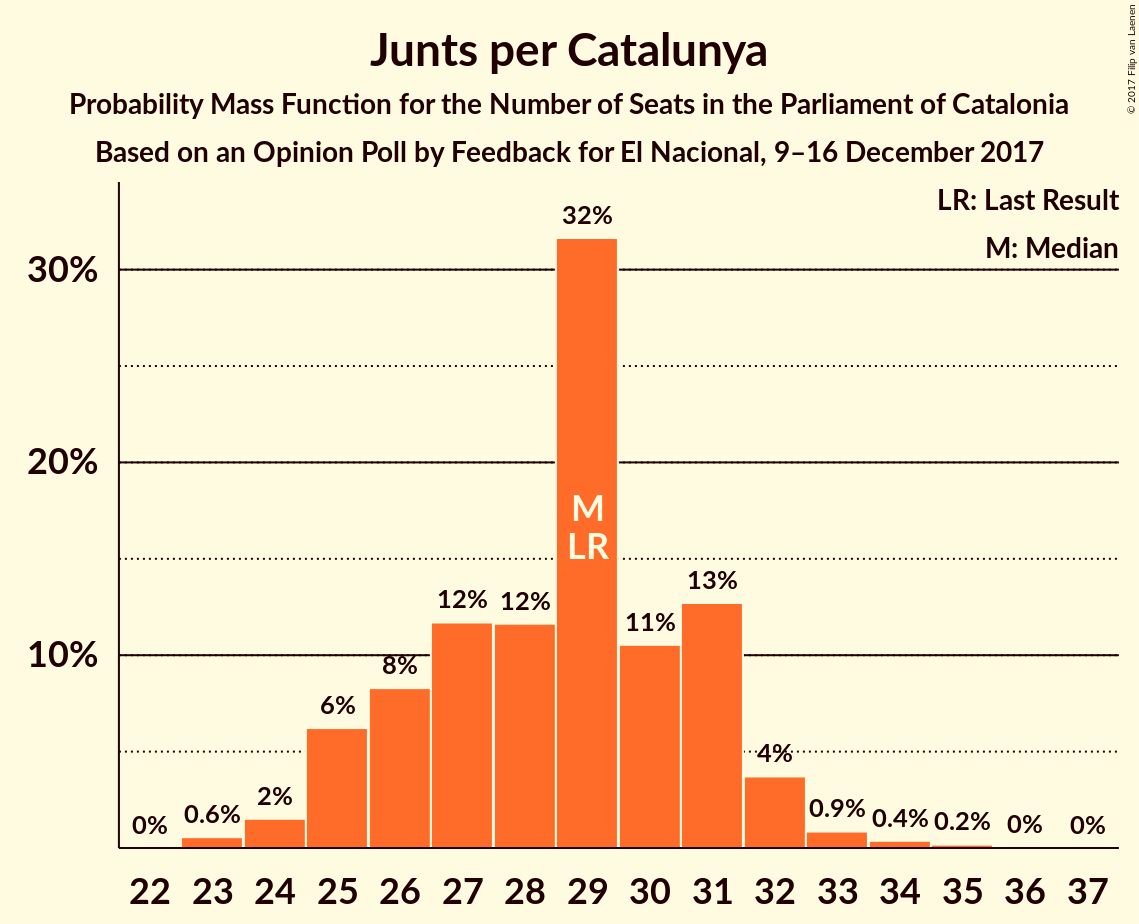 Junts per Catalunya
Probability Mass Function for the Number of Seats in the Parliament of Catalonia
Based on an Opinion Poll by Feedback for El Nacional, 9–16 December 2017
© 2017 Filip van Laenen
LR: Last Result
M: Median
30%
20%
10%
0%
0.6%
2%
6%
8%
12%
12%
32%
11%
13%
4%
0.9%
0.4%
0.2%
0%
0%
M
LR
22 23 24 25 26 27 28 29 30 31 32 33 34 35 36 37